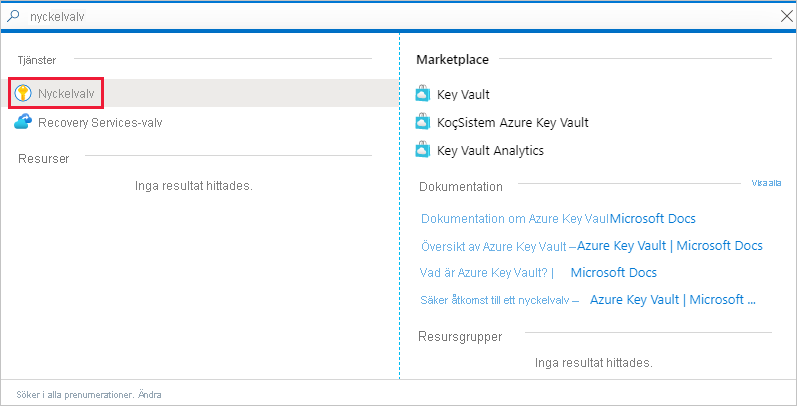 nyckelvalv
Tjänster
Nyckelvalv
Recovery Services-valv
Resurser
Inga resultat hittades.
Marketplace
Key Vault
KoçSistem Azure Key Vault
Key Vault Analytics
Dokumentation
Visa alla
Dokumentation om Azure Key Vaul Microsoft Docs
Översikt av Azure Key Vault – Azure Key Vault | Microsoft Docs
Vad är Azure Key Vault? | Microsoft Docs
Säker åtkomst till ett nyckelvalv – Azure Key Vault | Microsoft ...
Resursgrupper
Inga resultat hittades.
Söker i alla prenumerationer. Ändra